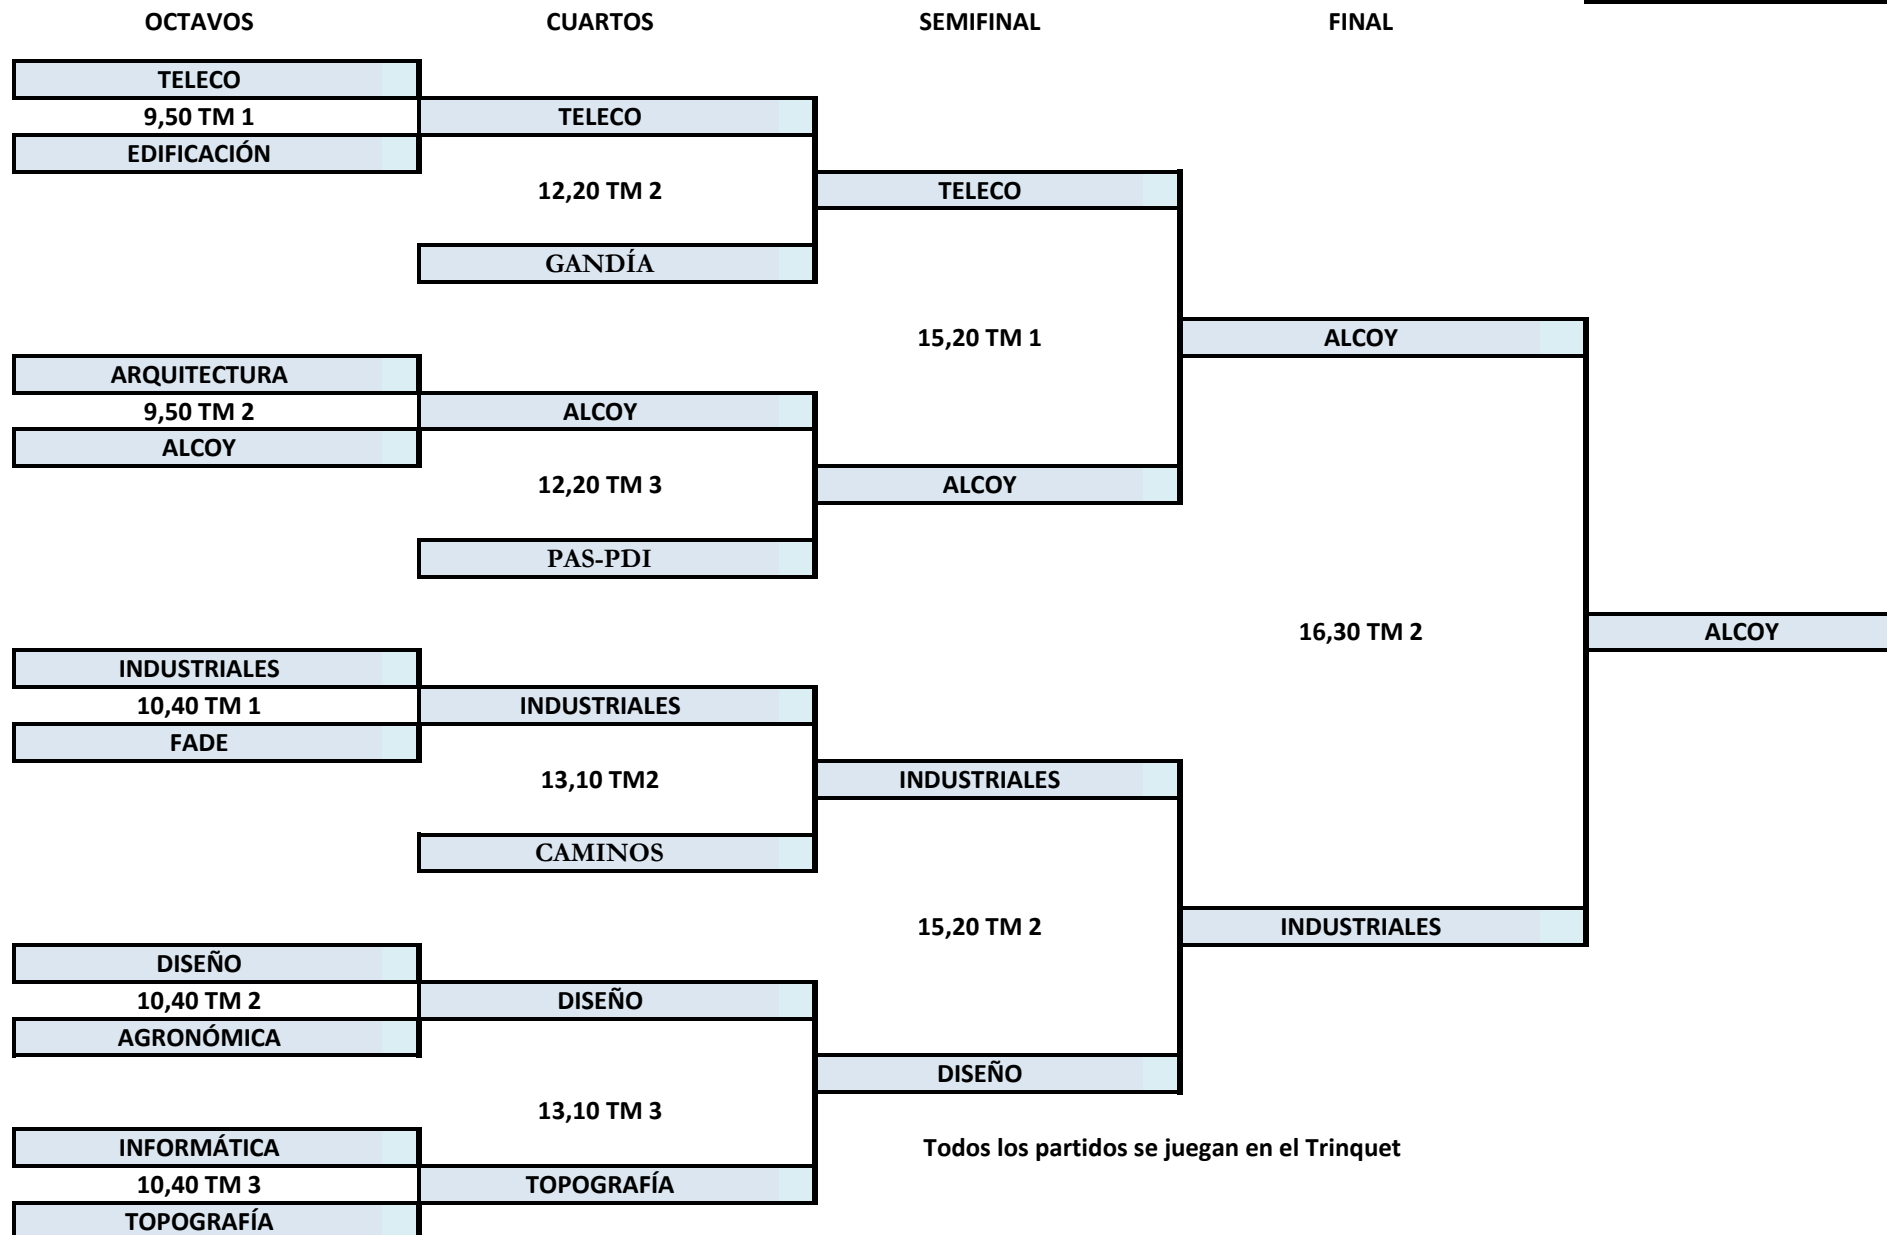 OCTAVOS CUARTOS SEMIFINAL FINAL
TELECO
9,50 TM 1 TELECO
EDIFICACIÓN
12,20 TM 2 TELECO
GANDÍA
15,20 TM 1 ALCOY
ARQUITECTURA
9,50 TM 2 ALCOY
ALCOY
12,20 TM 3 ALCOY
PAS-PDI
16,30 TM 2 ALCOY
INDUSTRIALES
10,40 TM 1 INDUSTRIALES
FADE
13,10 TM2 INDUSTRIALES
CAMINOS
15,20 TM 2 INDUSTRIALES
DISEÑO
10,40 TM 2 DISEÑO
AGRONÓMICA
DISEÑO
13,10 TM 3
INFORMÁTICA Todos los partidos se juegan en el Trinquet
10,40 TM 3 TOPOGRAFÍA
TOPOGRAFÍA